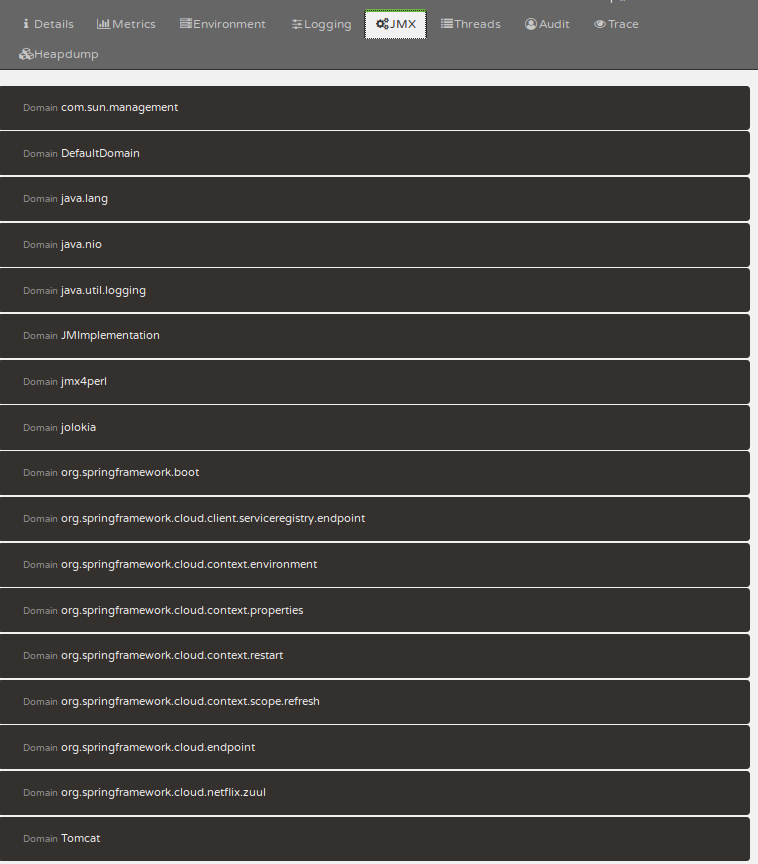 Details Metrics Environment Logging JMX Threads Audit Trace
Heapdump
Domain com.sun.management
Domain DefaultDomain
Domain java.lang
Domain java.nio
Domain java.util.logging
Domain JMImplementation
Domain jmx4perl
Domain jolokia
Domain org.springframework.boot
Domain org.springframework.cloud.client.serviceregistry.endpoint
Domain org.springframework.cloud.context.environment
Domain org.springframework.cloud.context.properties
Domain org.springframework.cloud.context.restart
Domain org.springframework.cloud.context.scope.refresh
Domain org.springframework.cloud.endpoint
Domain org.springframework.cloud.netflix.zuul
Domain Tomcat